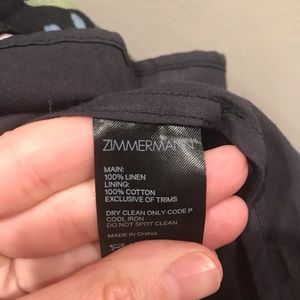 ZIMMERMANN
MAIN:
100% LINEN
LINING:
100% COTTON
EXCLUSIVE OF TRIMS
DRY CLEAN ONLY CODE P
COOL IRON
DO NOT SPOT CLEAN
MADE IN CHINA